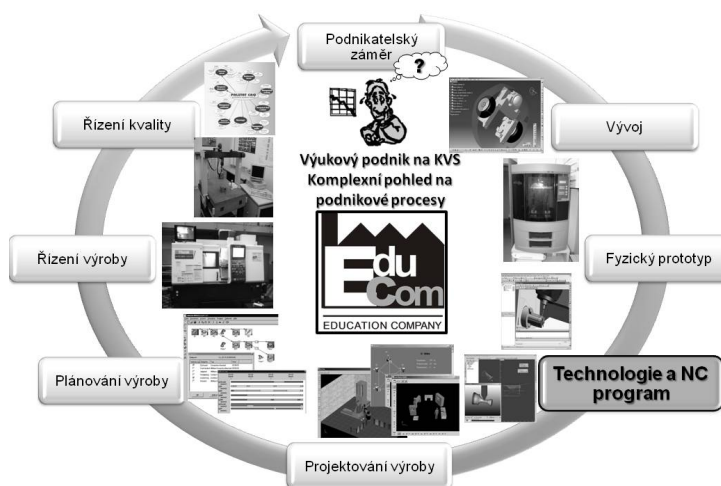 Podnikatelský
záměr
?
Řízení kvality
Vývoj
Výukový podnik na KVS
Komplexní pohled na
podnikové procesy
Řízení výroby
Fyzický prototyp
EduCom
EDUCATION COMPANY
Plánování výroby
Technologie a NC
program
Projektování výroby